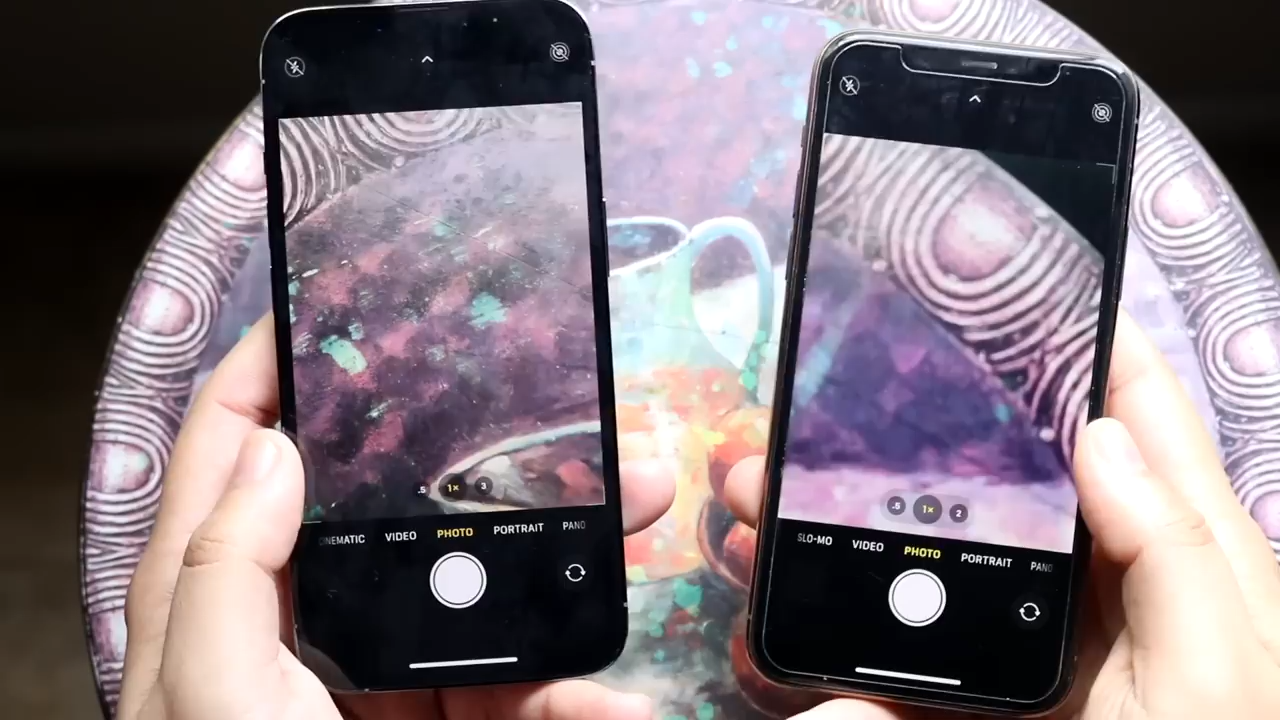 .5 1× 3
CINEMATIC VIDEO PHOTO PORTRAIT PANO
.5 1× 2
SLO-MO VIDEO PHOTO PORTRAIT PANO